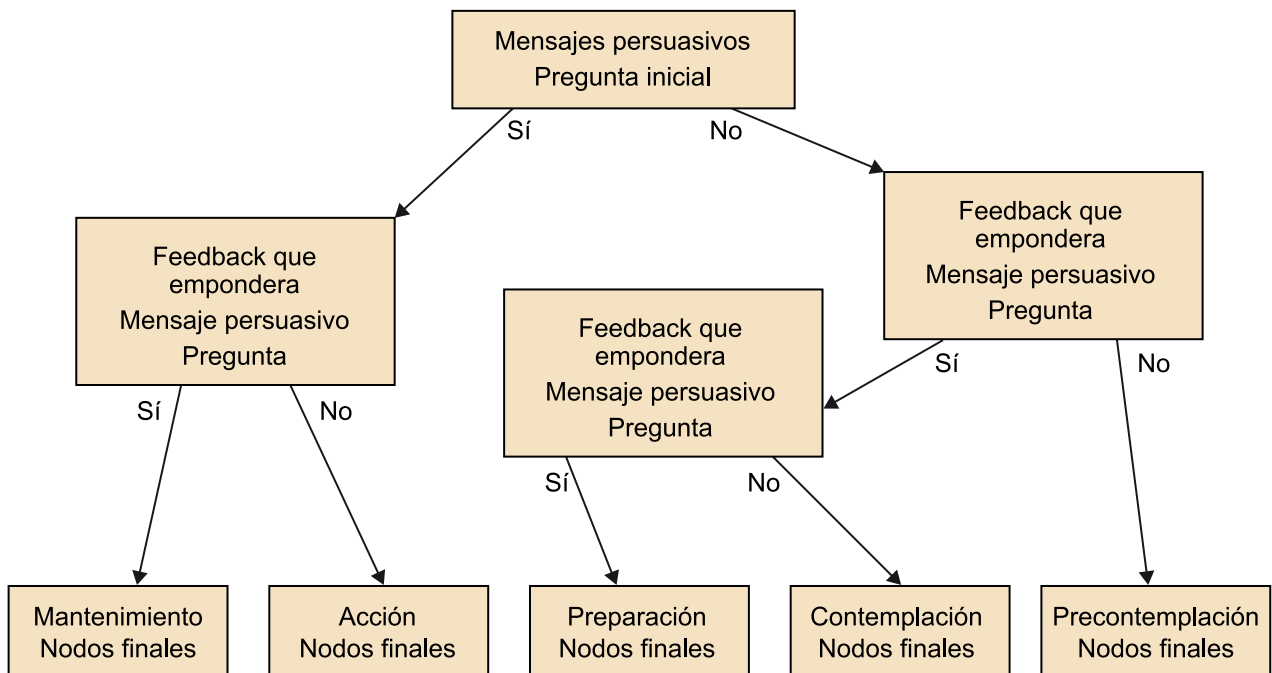 Mensajes persuasivos
Pregunta inicial
Sí
No
Feedback que
empondera
Mensaje persuasivo
Pregunta
Feedback que
empondera
Mensaje persuasivo
Pregunta
Sí
No
Feedback que
empondera
Mensaje persuasivo
Pregunta
Sí
No
Sí
No
Mantenimiento
Nodos finales
Acción
Nodos finales
Preparación
Nodos finales
Contemplación
Nodos finales
Precontemplación
Nodos finales